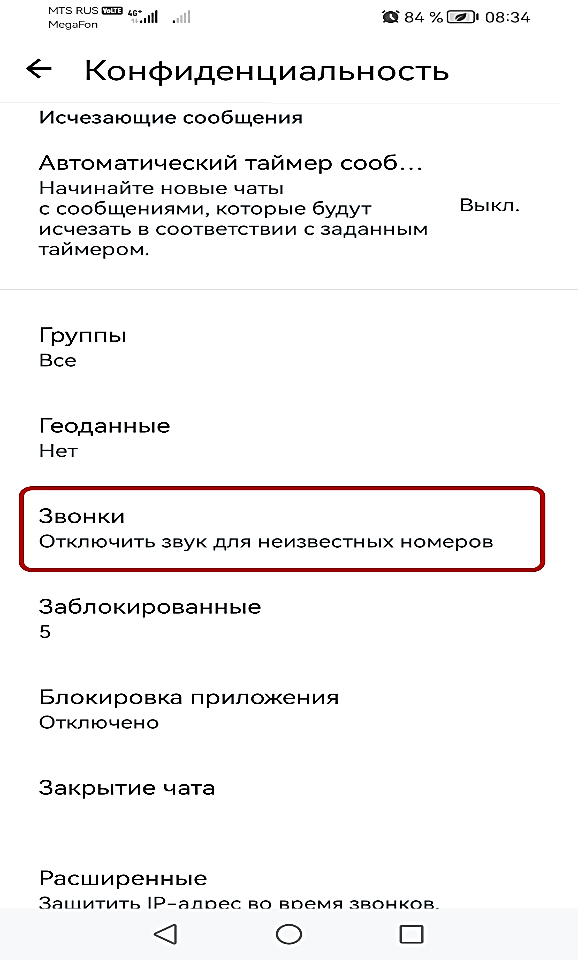 MTS RUS VoLTE 4G+
MegaFon
84 % 08:34
Конфиденциальность
Исчезающие сообщения
Автоматический таймер сооб...
Начинайте новые чаты
с сообщениями, которые будут
исчезать в соответствии с заданным
таймером.
Выкл.
Группы
Все
Геоданные
Нет
Звонки
Отключить звук для неизвестных номеров
Заблокированные
5
Блокировка приложения
Отключено
Закрытие чата
Расширенные
Защитить IP-адрес во время звонков,